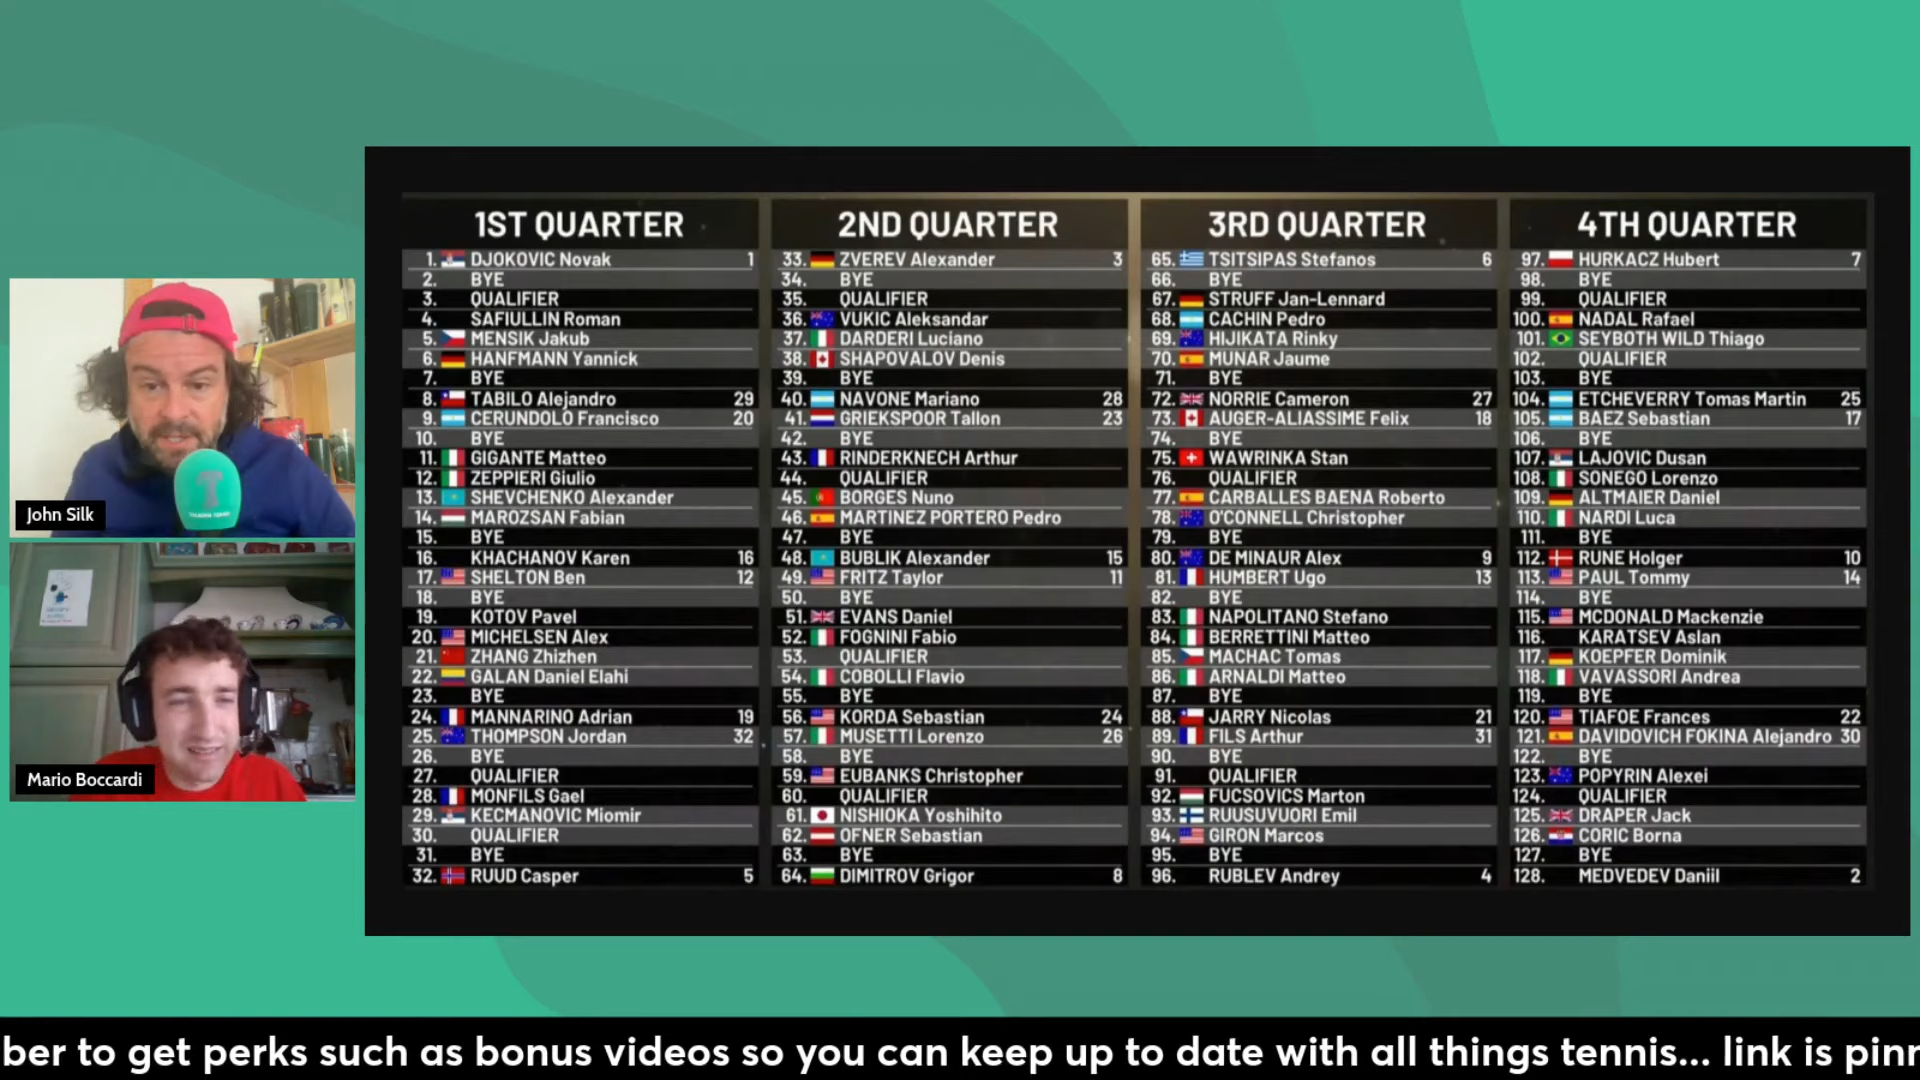 1ST QUARTER
1. DJOKOVIC Novak 1
2. BYE
3. QUALIFIER
4. SAFIULLIN Roman
5. MENSIK Jakub
6. HANFMANN Yannick
7. BYE
8. TABILO Alejandro 29
9. CERUNDOLO Francisco 20
10. BYE
11. GIGANTE Matteo
12. ZEPPIERI Giulio
13. SHEVCHENKO Alexander
14. MAROZSAN Fabian
15. BYE
16. KHACHANOV Karen 16
17. SHELTON Ben 12
18. BYE
19. KOTOV Pavel
20. MICHELSEN Alex
21. ZHANG Zhizhen
22. GALAN Daniel Elahi
23. BYE
24. MANNARINO Adrian 19
25. THOMPSON Jordan 32
26. BYE
27. QUALIFIER
28. MONFILS Gael
29. KECMANOVIC Miomir
30. QUALIFIER
31. BYE
32. RUUD Casper 5
2ND QUARTER
33. ZVEREV Alexander 3
34. BYE
35. QUALIFIER
36. VUKIC Aleksandar
37. DARDERI Luciano
38. SHAPOVALOV Denis
39. BYE
40. NAVONE Mariano 28
41. GRIEKSPOOR Tallon 23
42. BYE
43. RINDERKNECH Arthur
44. QUALIFIER
45. BORGES Nuno
46. MARTINEZ PORTERO Pedro
47. BYE
48. BUBLIK Alexander 15
49. FRITZ Taylor 11
50. BYE
51. EVANS Daniel
52. FOGNINI Fabio
53. QUALIFIER
54. COBOLLI Flavio
55. BYE
56. KORDA Sebastian 24
57. MUSETTI Lorenzo 26
58. BYE
59. EUBANKS Christopher
60. QUALIFIER
61. NISHIOKA Yoshihito
62. OFNER Sebastian
63. BYE
64. DIMITROV Grigor 8
3RD QUARTER
65. TSITSIPAS Stefanos 6
66. BYE
67. STRUFF Jan-Lennard
68. CACHIN Pedro
69. HIJIKATA Rinky
70. MUNAR Jaume
71. BYE
72. NORRIE Cameron 27
73. AUGER-ALIASSIME Felix 18
74. BYE
75. WAWRINKA Stan
76. QUALIFIER
77. CARBALLES BAENA Roberto
78. O'CONNELL Christopher
79. BYE
80. DE MINAUR Alex 9
81. HUMBERT Ugo 13
82. BYE
83. NAPOLITANO Stefano
84. BERRETTINI Matteo
85. MACHAC Tomas
86. ARNALDI Matteo
87. BYE
88. JARRY Nicolas 21
89. FILS Arthur 31
90. BYE
91. QUALIFIER
92. FUCSOVICS Marton
93. RUUSUVUORI Emil
94. GIRON Marcos
95. BYE
96. RUBLEV Andrey 4
4TH QUARTER
97. HURKACZ Hubert 7
98. BYE
99. QUALIFIER
100. NADAL Rafael
101. SEYBOTH WILD Thiago
102. QUALIFIER
103. BYE
104. ETCHEVERRY Tomas Martin 25
105. BAEZ Sebastian 17
106. BYE
107. LAJOVIC Dusan
108. SONEGO Lorenzo
109. ALTMAIER Daniel
110. NARDI Luca
111. BYE
112. RUNE Holger 10
113. PAUL Tommy 14
114. BYE
115. MCDONALD Mackenzie
116. KARATSEV Aslan
117. KOEPFER Dominik
118. VAVASSORI Andrea
119. BYE
120. TIAFOE Frances 22
121. DAVIDOVICH FOKINA Alejandro 30
122. BYE
123. POPYRIN Alexei
124. QUALIFIER
125. DRAPER Jack
126. CORIC Borna
127. BYE
128. MEDVEDEV Daniil 2
John Silk
Mario Boccardi
ber to get perks such as bonus videos so you can keep up to date with all things tennis... link is pinn